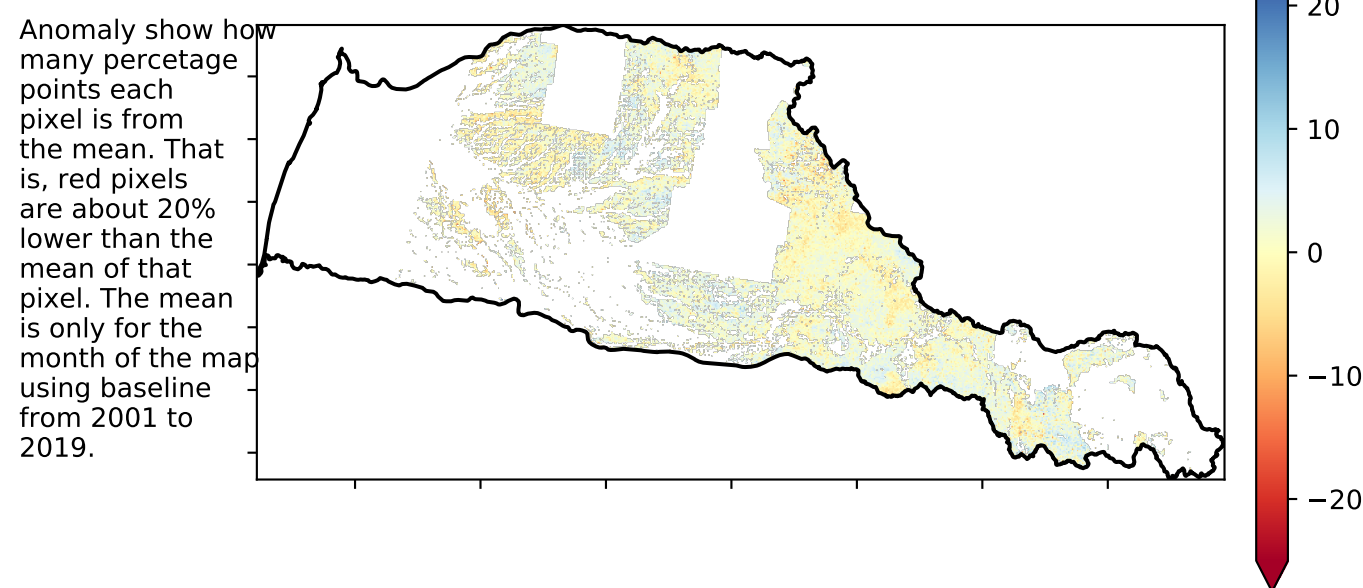 Anomaly show how
many percetage
points each
pixel is from
the mean. That
is, red pixels
are about 20%
lower than the
mean of that
pixel. The mean
is only for the
month of the map
using baseline
from 2001 to
2019.
20
10
0
−10
−20